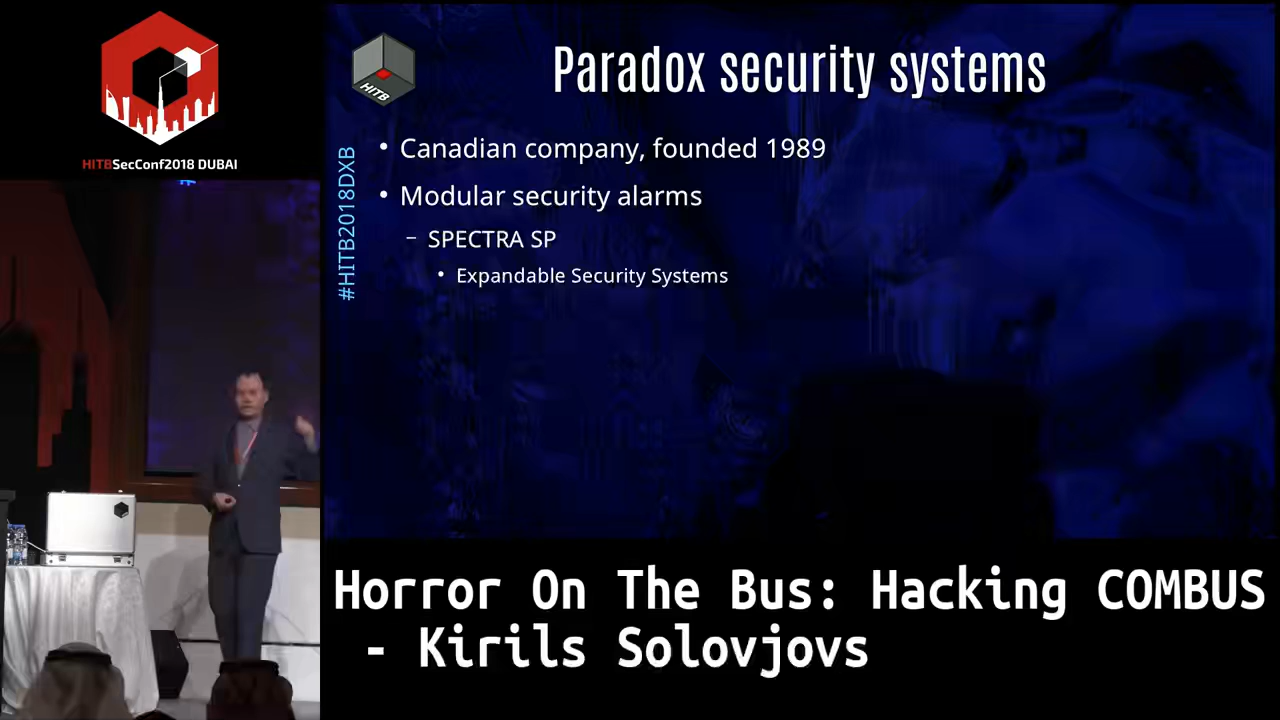 HITBSecConf2018 DUBAI
HITB
Paradox security systems
#HITB2018DXB
• Canadian company, founded 1989
• Modular security alarms
– SPECTRA SP
• Expandable Security Systems
Horror On The Bus: Hacking COMBUS
- Kirils Solovjovs